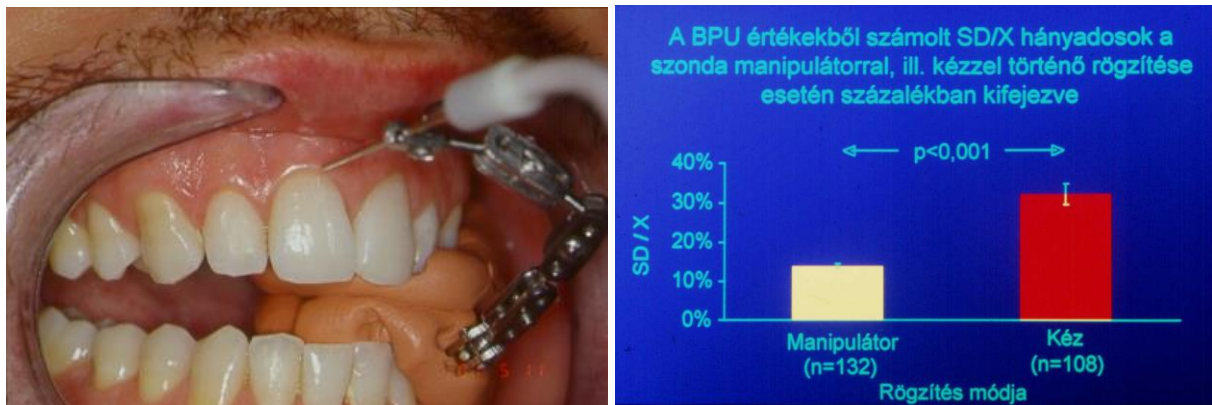 A BPU értékekből számolt SD/X hányadosok a
szonda manipulátorral, ill. kézzel történő rögzítése
esetén százalékban kifejezve
p<0,001
40%
30%
20%
10%
0%
SD / X
Manipulátor
(n=132)
Kéz
(n=108)
Rögzítés módja